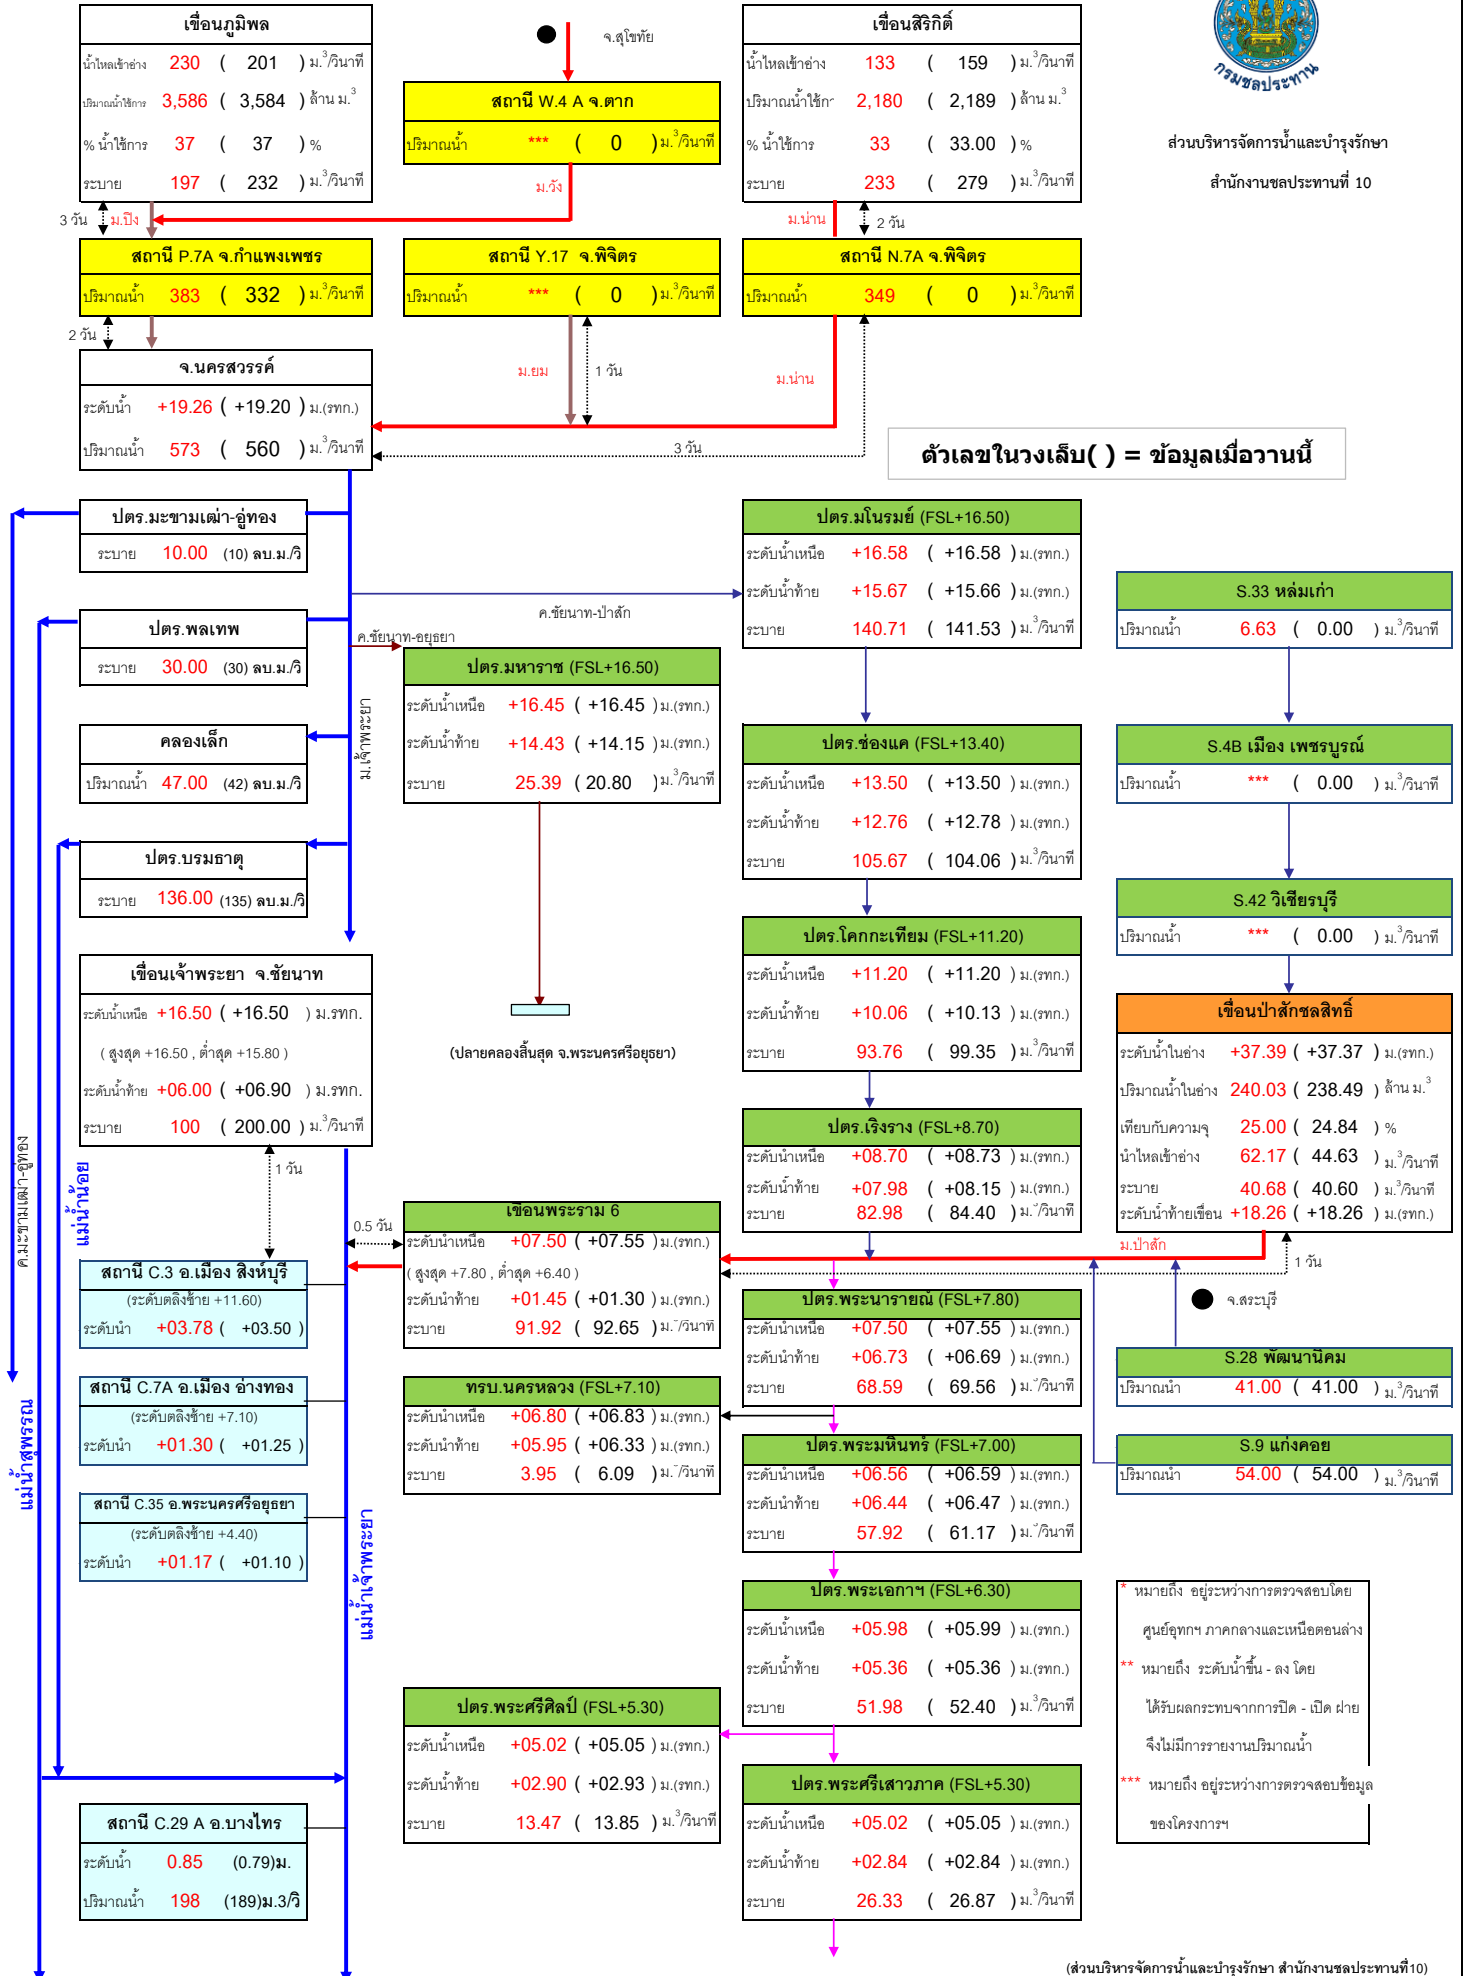 เขื่อนภูมิพล
น้ำไหลเข้าอ่าง 230 ( 201 ) ม.³/วินาที
ปริมาณน้ำใช้การ 3,586 ( 3,584 ) ล้าน ม.³
% น้ำใช้การ 37 ( 37 ) %
ระบาย 197 ( 232 ) ม.³/วินาที
จ.สุโขทัย
สถานี W.4 A จ.ตาก
ปริมาณน้ำ *** ( 0 ) ม.³/วินาที
ม.วัง
เขื่อนสิริกิติ์
น้ำไหลเข้าอ่าง 133 ( 159 ) ม.³/วินาที
ปริมาณน้ำใช้กา 2,180 ( 2,189 ) ล้าน ม.³
% น้ำใช้การ 33 ( 33.00 ) %
ระบาย 233 ( 279 ) ม.³/วินาที
กรมชลประทาน
ส่วนบริหารจัดการน้ำและบำรุงรักษา
สำนักงานชลประทานที่ 10
3 วัน ม.ปิง
ม.น่าน 2 วัน
สถานี P.7A จ.กำแพงเพชร
ปริมาณน้ำ 383 ( 332 ) ม.³/วินาที
สถานี Y.17 จ.พิจิตร
ปริมาณน้ำ *** ( 0 ) ม.³/วินาที
สถานี N.7A จ.พิจิตร
ปริมาณน้ำ 349 ( 0 ) ม.³/วินาที
2 วัน
ม.ยม 1 วัน
ม.น่าน
จ.นครสวรรค์
ระดับน้ำ +19.26 ( +19.20 ) ม.(รทก.)
ปริมาณน้ำ 573 ( 560 ) ม.³/วินาที
3 วัน
ตัวเลขในวงเล็บ( ) = ข้อมูลเมื่อวานนี้
ปตร.มะขามเฒ่า-อู่ทอง
ระบาย 10.00 (10) ลบ.ม./วิ
ปตร.พลเทพ
ระบาย 30.00 (30) ลบ.ม./วิ
คลองเล็ก
ปริมาณน้ำ 47.00 (42) ลบ.ม./วิ
ปตร.บรมธาตุ
ระบาย 136.00 (135) ลบ.ม./วิ
ม.เจ้าพระยา
ค.ชัยนาท-ป่าสัก
ค.ชัยนาท-อยุธยา
ปตร.มหาราช (FSL+16.50)
ระดับน้ำเหนือ +16.45 ( +16.45 ) ม.(รทก.)
ระดับน้ำท้าย +14.43 ( +14.15 ) ม.(รทก.)
ระบาย 25.39 ( 20.80 ) ม.³/วินาที
(ปลายคลองสิ้นสุด จ.พระนครศรีอยุธยา)
ปตร.มโนรมย์ (FSL+16.50)
ระดับน้ำเหนือ +16.58 ( +16.58 ) ม.(รทก.)
ระดับน้ำท้าย +15.67 ( +15.66 ) ม.(รทก.)
ระบาย 140.71 ( 141.53 ) ม.³/วินาที
ปตร.ช่องแค (FSL+13.40)
ระดับน้ำเหนือ +13.50 ( +13.50 ) ม.(รทก.)
ระดับน้ำท้าย +12.76 ( +12.78 ) ม.(รทก.)
ระบาย 105.67 ( 104.06 ) ม.³/วินาที
ปตร.โคกกะเทียม (FSL+11.20)
ระดับน้ำเหนือ +11.20 ( +11.20 ) ม.(รทก.)
ระดับน้ำท้าย +10.06 ( +10.13 ) ม.(รทก.)
ระบาย 93.76 ( 99.35 ) ม.³/วินาที
ปตร.เริงราง (FSL+8.70)
ระดับน้ำเหนือ +08.70 ( +08.73 ) ม.(รทก.)
ระดับน้ำท้าย +07.98 ( +08.15 ) ม.(รทก.)
ระบาย 82.98 ( 84.40 ) ม.³/วินาที
S.33 หล่มเก่า
ปริมาณน้ำ 6.63 ( 0.00 ) ม.³/วินาที
S.4B เมือง เพชรบูรณ์
ปริมาณน้ำ *** ( 0.00 ) ม.³/วินาที
S.42 วิเชียรบุรี
ปริมาณน้ำ *** ( 0.00 ) ม.³/วินาที
เขื่อนป่าสักชลสิทธิ์
ระดับน้ำในอ่าง +37.39 ( +37.37 ) ม.(รทก.)
ปริมาณน้ำในอ่าง 240.03 ( 238.49 ) ล้าน ม.³
เทียบกับความจุ 25.00 ( 24.84 ) %
น้ำไหลเข้าอ่าง 62.17 ( 44.63 ) ม.³/วินาที
ระบาย 40.68 ( 40.60 ) ม.³/วินาที
ระดับน้ำท้ายเขื่อน +18.26 ( +18.26 ) ม.(รทก.)
ม.ป่าสัก
1 วัน
จ.สระบุรี
เขื่อนเจ้าพระยา จ.ชัยนาท
ระดับน้ำเหนือ +16.50 ( +16.50 ) ม.รทก.
( สูงสุด +16.50 , ต่ำสุด +15.80 )
ระดับน้ำท้าย +06.00 ( +06.90 ) ม.รทก.
ระบาย 100 ( 200.00 ) ม.³/วินาที
1 วัน
ค.มะขามเฒ่า-อู่ทอง
แม่น้ำน้อย
0.5 วัน
เขื่อนพระราม 6
ระดับน้ำเหนือ +07.50 ( +07.55 ) ม.(รทก.)
( สูงสุด +7.80 , ต่ำสุด +6.40 )
ระดับน้ำท้าย +01.45 ( +01.30 ) ม.(รทก.)
ระบาย 91.92 ( 92.65 ) ม.³/วินาที
สถานี C.3 อ.เมือง สิงห์บุรี
(ระดับตลิ่งซ้าย +11.60)
ระดับน้ำ +03.78 ( +03.50 )
สถานี C.7A อ.เมือง อ่างทอง
(ระดับตลิ่งซ้าย +7.10)
ระดับน้ำ +01.30 ( +01.25 )
สถานี C.35 อ.พระนครศรีอยุธยา
(ระดับตลิ่งซ้าย +4.40)
ระดับน้ำ +01.17 ( +01.10 )
แม่น้ำสุพรรณ
แม่น้ำเจ้าพระยา
ทรบ.นครหลวง (FSL+7.10)
ระดับน้ำเหนือ +06.80 ( +06.83 ) ม.(รทก.)
ระดับน้ำท้าย +05.95 ( +06.33 ) ม.(รทก.)
ระบาย 3.95 ( 6.09 ) ม.³/วินาที
ปตร.พระนารายณ์ (FSL+7.80)
ระดับน้ำเหนือ +07.50 ( +07.55 ) ม.(รทก.)
ระดับน้ำท้าย +06.73 ( +06.69 ) ม.(รทก.)
ระบาย 68.59 ( 69.56 ) ม.³/วินาที
ปตร.พระมหินทร์ (FSL+7.00)
ระดับน้ำเหนือ +06.56 ( +06.59 ) ม.(รทก.)
ระดับน้ำท้าย +06.44 ( +06.47 ) ม.(รทก.)
ระบาย 57.92 ( 61.17 ) ม.³/วินาที
S.28 พัฒนานิคม
ปริมาณน้ำ 41.00 ( 41.00 ) ม.³/วินาที
S.9 แก่งคอย
ปริมาณน้ำ 54.00 ( 54.00 ) ม.³/วินาที
ปตร.พระเอกาฯ (FSL+6.30)
ระดับน้ำเหนือ +05.98 ( +05.99 ) ม.(รทก.)
ระดับน้ำท้าย +05.36 ( +05.36 ) ม.(รทก.)
ระบาย 51.98 ( 52.40 ) ม.³/วินาที
ปตร.พระศรีศิลป์ (FSL+5.30)
ระดับน้ำเหนือ +05.02 ( +05.05 ) ม.(รทก.)
ระดับน้ำท้าย +02.90 ( +02.93 ) ม.(รทก.)
ระบาย 13.47 ( 13.85 ) ม.³/วินาที
ปตร.พระศรีเสาวภาค (FSL+5.30)
ระดับน้ำเหนือ +05.02 ( +05.05 ) ม.(รทก.)
ระดับน้ำท้าย +02.84 ( +02.84 ) ม.(รทก.)
ระบาย 26.33 ( 26.87 ) ม.³/วินาที
* หมายถึง อยู่ระหว่างการตรวจสอบโดย
ศูนย์อุทกฯ ภาคกลางและเหนือตอนล่าง
** หมายถึง ระดับน้ำขึ้น - ลง โดย
ได้รับผลกระทบจากการปิด - เปิด ฝาย
จึงไม่มีการรายงานปริมาณน้ำ
*** หมายถึง อยู่ระหว่างการตรวจสอบข้อมูล
ของโครงการฯ
สถานี C.29 A อ.บางไทร
ระดับน้ำ 0.85 (0.79)ม.
ปริมาณน้ำ 198 (189)ม.3/วิ
(ส่วนบริหารจัดการน้ำและบำรุงรักษา สำนักงานชลประทานที่10)